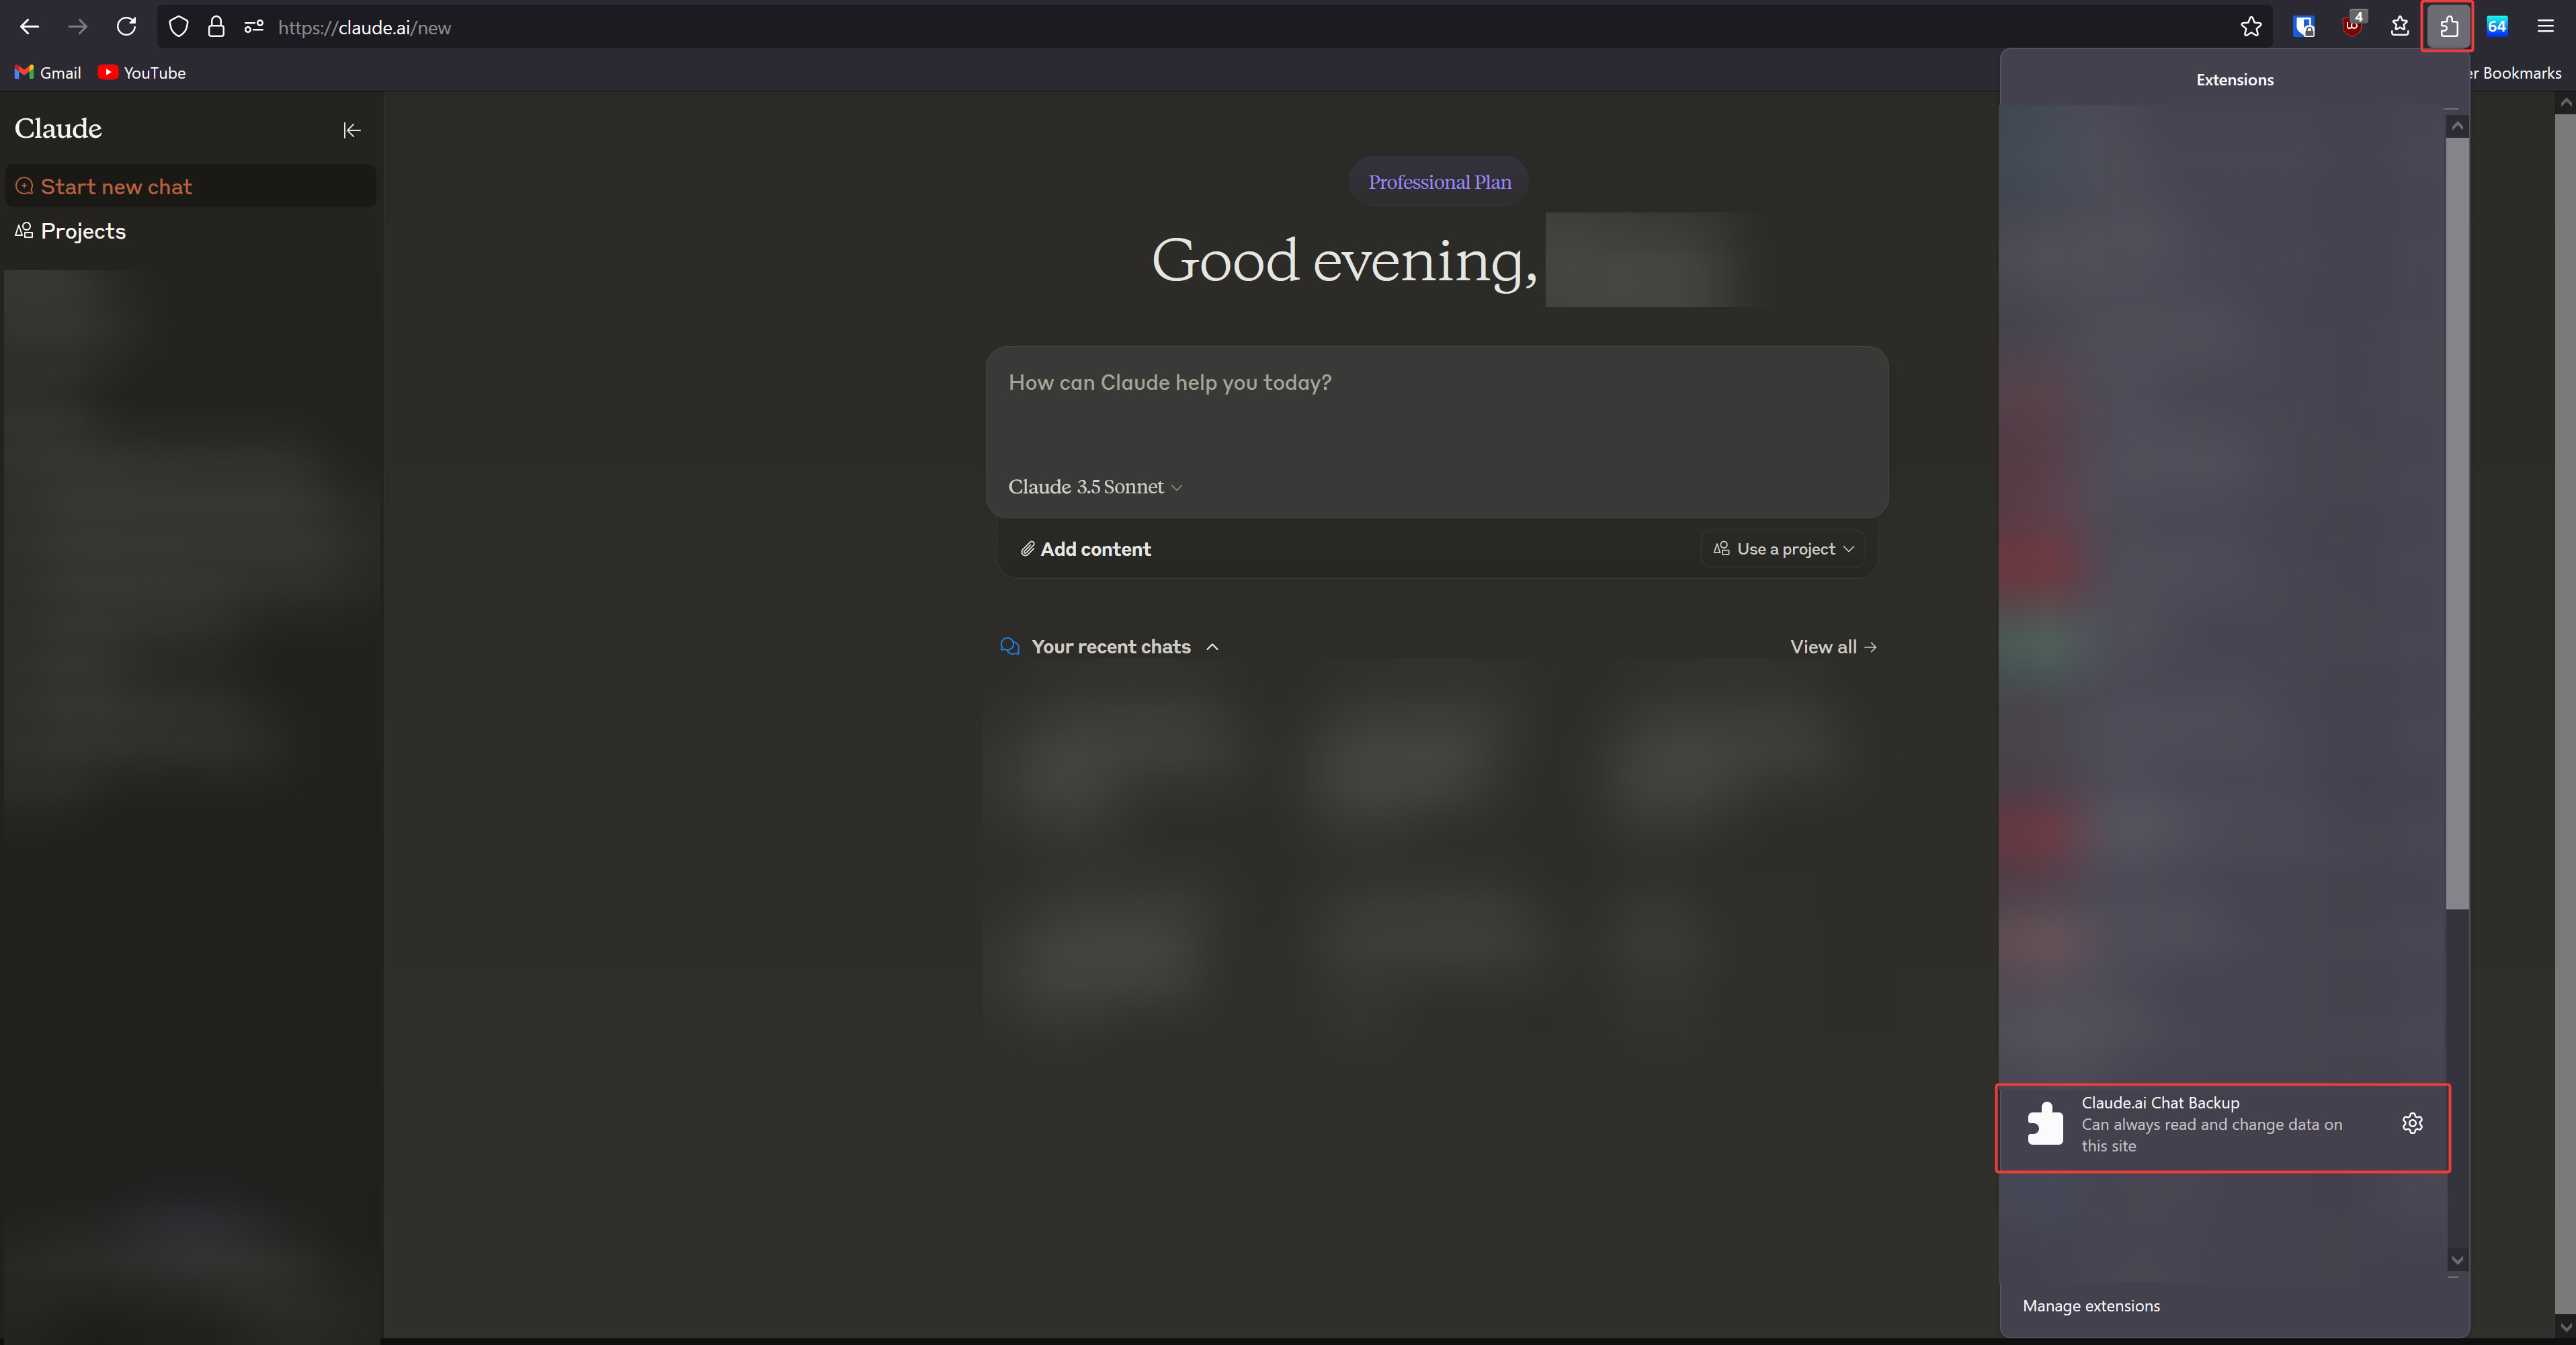 https://claude.ai/new
4
64
Gmail
YouTube
er Bookmarks
Extensions
Claude
Start new chat
Projects
Professional Plan
Good evening,
How can Claude help you today?
Claude 3.5 Sonnet
Add content
Use a project
Your recent chats
View all
Claude.ai Chat Backup
Can always read and change data on
this site
Manage extensions